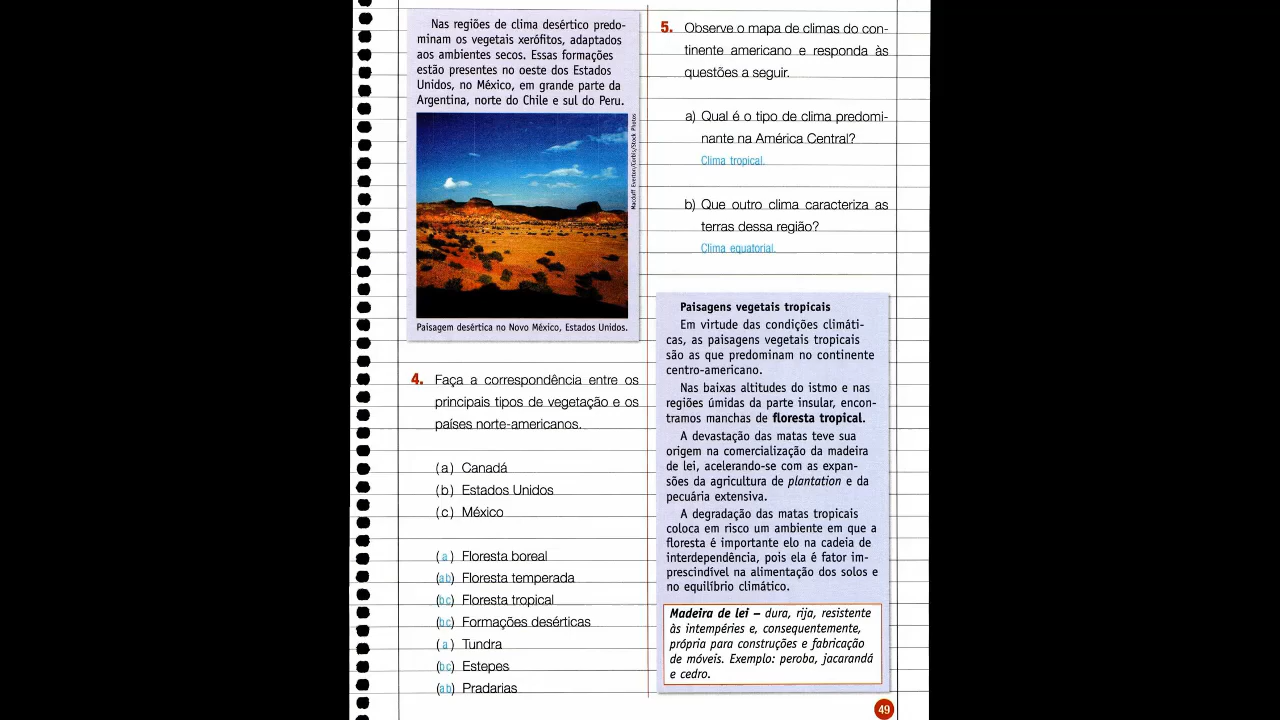 Nas regiões de clima desértico predo-
minam os vegetais xerófitos, adaptados
aos ambientes secos. Essas formações
estão presentes no oeste dos Estados
Unidos, no México, em grande parte da
Argentina, norte do Chile e sul do Peru.
Macduff Everton/Corbis/Stock Photos
Paisagem desértica no Novo México, Estados Unidos.
4. Faça a correspondência entre os
principais tipos de vegetação e os
países norte-americanos.
(a) Canadá
(b) Estados Unidos
(c) México
(a) Floresta boreal
(ab) Floresta temperada
(bc) Floresta tropical
(bc) Formações desérticas
(a) Tundra
(bc) Estepes
(ab) Pradarias
5. Observe o mapa de climas do con-
tinente americano e responda às
questões a seguir.
a) Qual é o tipo de clima predomi-
nante na América Central?
Clima tropical.
b) Que outro clima caracteriza as
terras dessa região?
Clima equatorial.
Paisagens vegetais tropicais
Em virtude das condições climáti-
cas, as paisagens vegetais tropicais
são as que predominam no continente
centro-americano.
Nas baixas altitudes do istmo e nas
regiões úmidas da parte insular, encon-
tramos manchas de floresta tropical.
A devastação das matas teve sua
origem na comercialização da madeira
de lei, acelerando-se com as expan-
sões da agricultura de plantation e da
pecuária extensiva.
A degradação das matas tropicais
coloca em risco um ambiente em que a
floresta é importante elo na cadeia de
interdependência, pois ela é fator im-
prescindível na alimentação dos solos e
no equilíbrio climático.
Madeira de lei – dura, rija, resistente
às intempéries e, consequentemente,
própria para construções e fabricação
de móveis. Exemplo: peroba, jacarandá
e cedro.
49